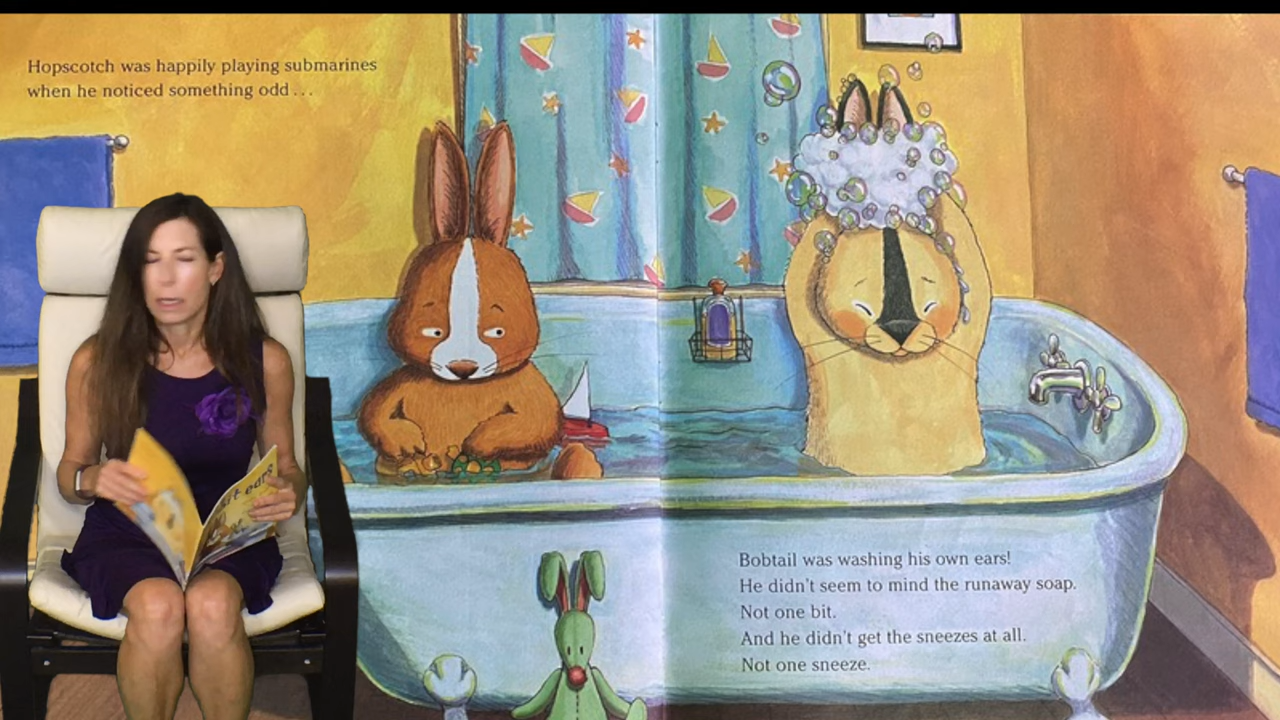 Hopscotch was happily playing submarines
when he noticed something odd . . .
Bobtail was washing his own ears!
He didn't seem to mind the runaway soap.
Not one bit.
And he didn't get the sneezes at all.
Not one sneeze.